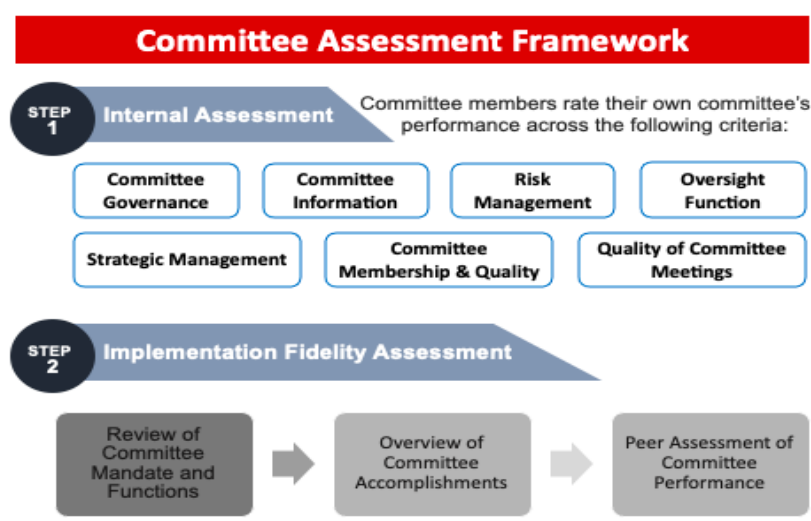 Committee Assessment Framework
STEP
1
Internal Assessment
Committee members rate their own committee's
performance across the following criteria:
Committee
Governance
Committee
Information
Risk
Management
Oversight
Function
Strategic Management
Committee
Membership & Quality
Quality of Committee
Meetings
STEP
2
Implementation Fidelity Assessment
Review of
Committee
Mandate and
Functions
Overview of
Committee
Accomplishments
Peer Assessment of
Committee
Performance